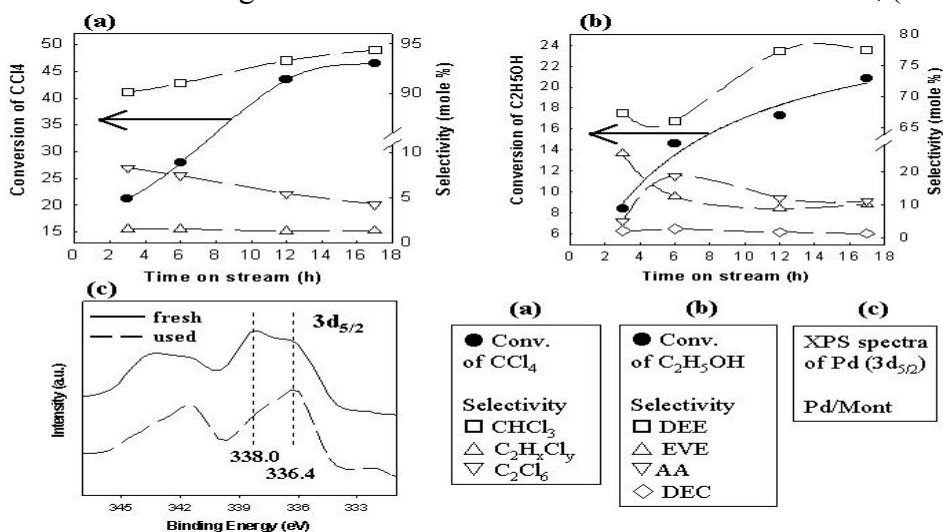 (a)
Conversion of CCl4
50
45
40
35
30
25
20
15
95
90
10
5
0
Selectivity (mole %)
0 2 4 6 8 10 12 14 16 18
Time on stream (h)
(b)
Conversion of C2H5OH
24
22
20
18
16
14
12
10
8
6
80
75
70
65
20
10
0
Selectivity (mole %)
0 2 4 6 8 10 12 14 16 18
Time on stream (h)
(c)
fresh
used
3d5/2
338.0
336.4
Intensity (a.u.)
345 342 339 336 333
Binding Energy (eV)
(a)
Conv.
of CCl4
Selectivity
CHCl3
C2HxCly
C2Cl6
(b)
Conv.
of C2H5OH
Selectivity
DEE
EVE
AA
DEC
(c)
XPS spectra
of Pd (3d5/2)
Pd/Mont